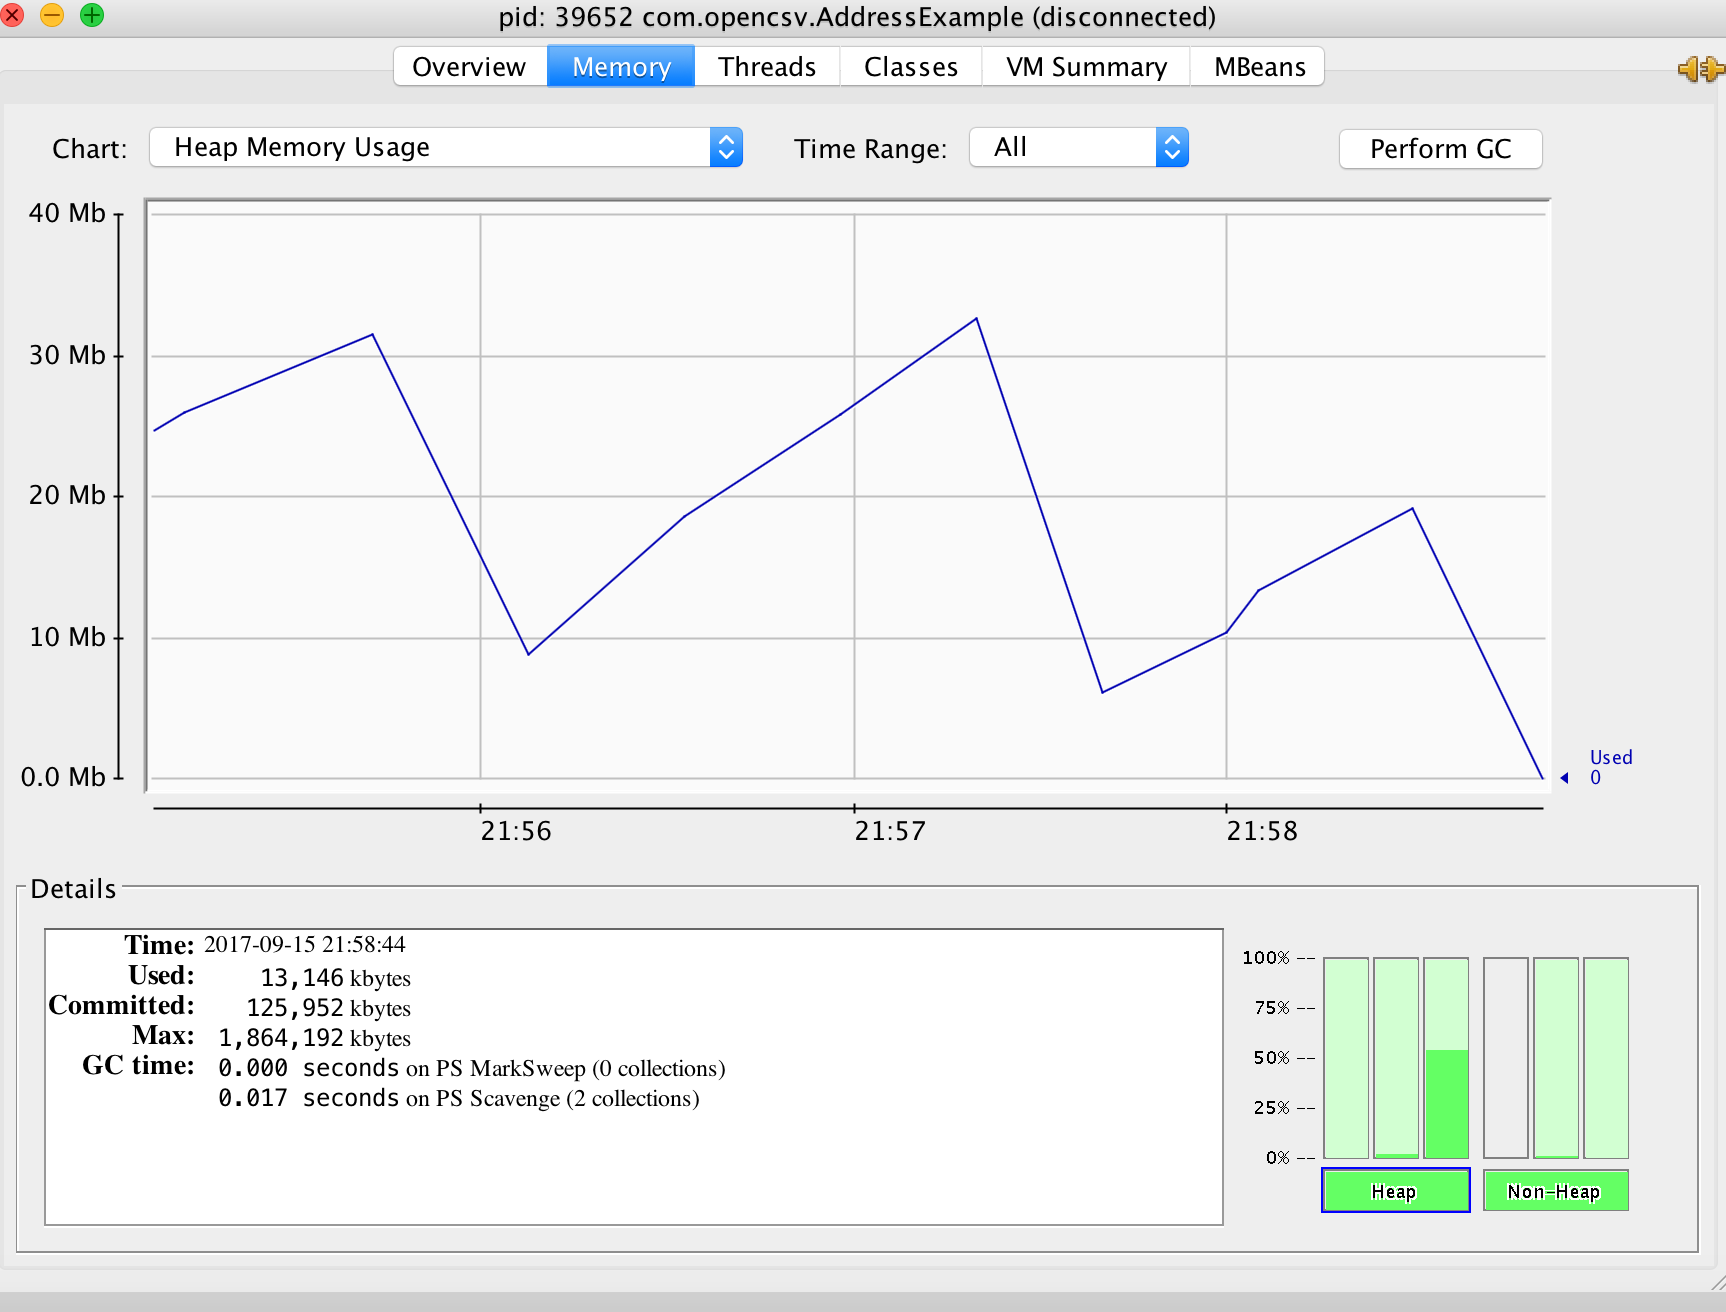 pid: 39652 com.opencsv.AddressExample (disconnected)
Overview Memory Threads Classes VM Summary MBeans
Chart: Heap Memory Usage Time Range: All Perform GC
40 Mb
30 Mb
20 Mb
10 Mb
0.0 Mb
Used
0
21:56 21:57 21:58
Details
Time: 2017-09-15 21:58:44
Used: 13,146 kbytes
Committed: 125,952 kbytes
Max: 1,864,192 kbytes
GC time: 0.000 seconds on PS MarkSweep (0 collections)
0.017 seconds on PS Scavenge (2 collections)
100% --
75% --
50% --
25% --
0% --
Heap Non-Heap